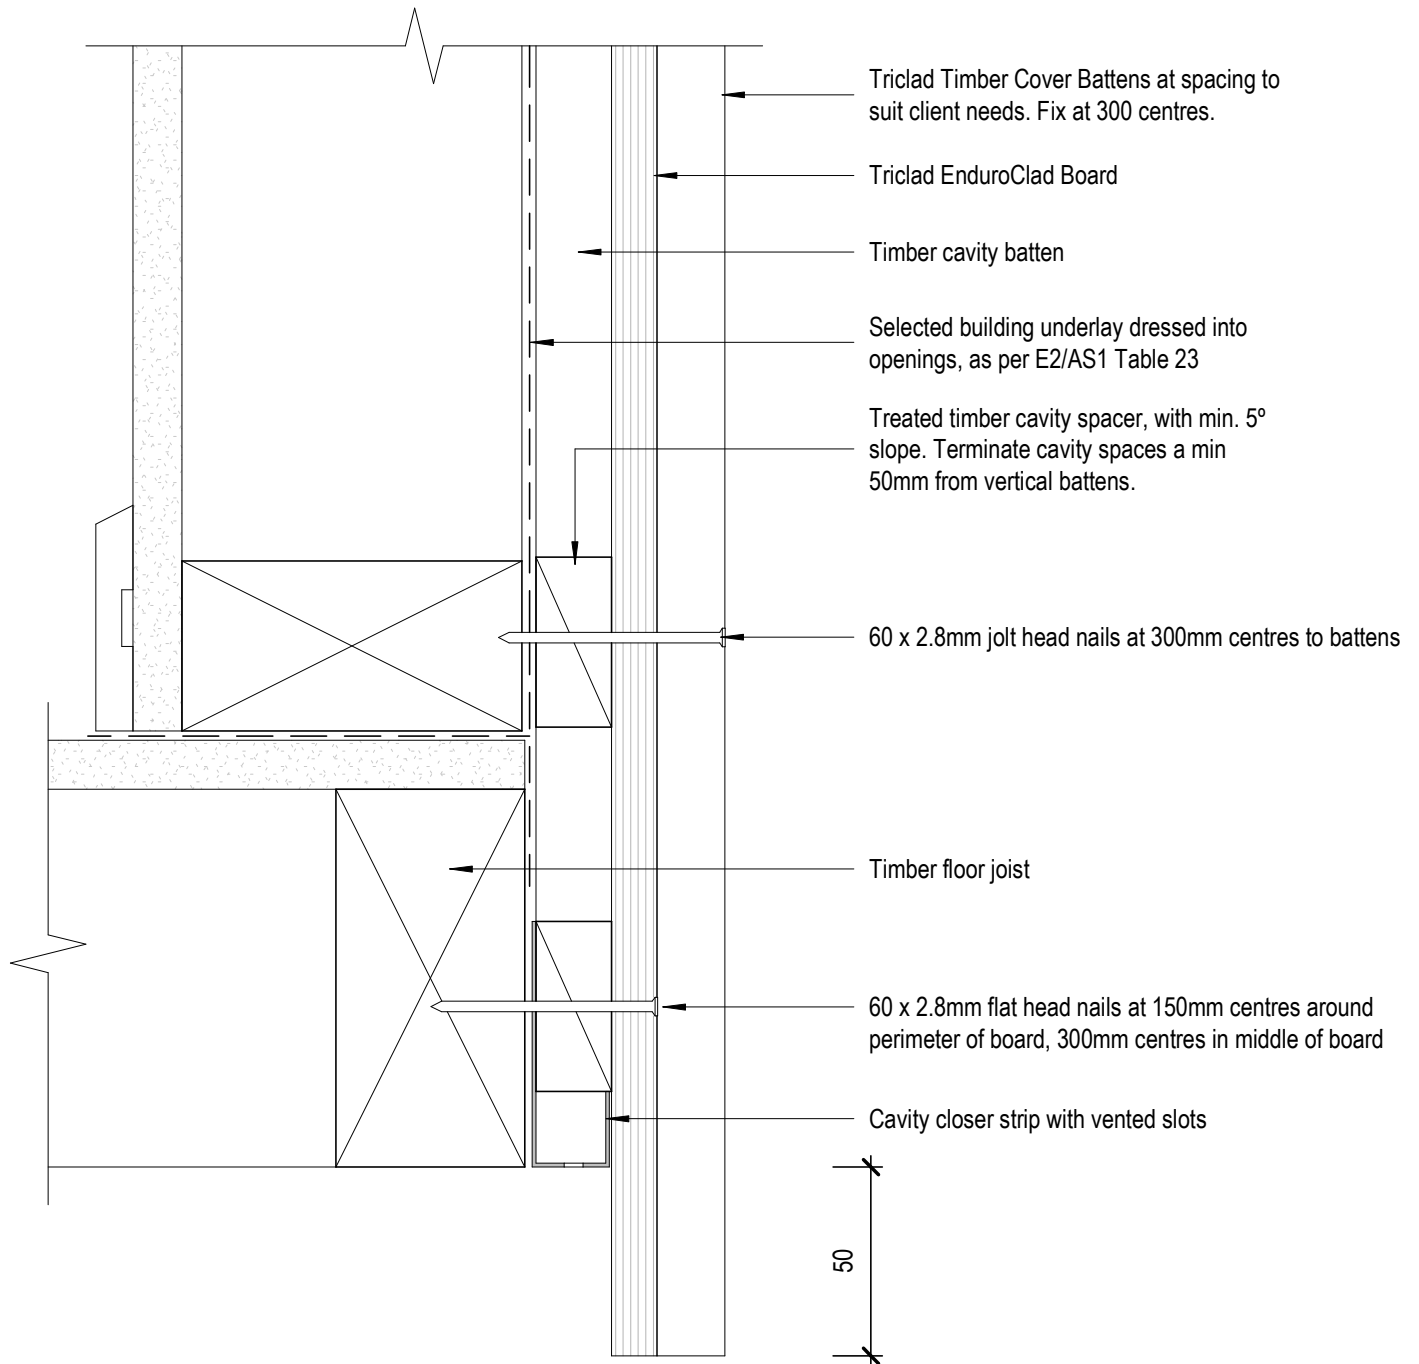 Triclad Timber Cover Battens at spacing to
suit client needs. Fix at 300 centres.
Triclad EnduroClad Board
Timber cavity batten
Selected building underlay dressed into
openings, as per E2/AS1 Table 23
Treated timber cavity spacer, with min. 5º
slope. Terminate cavity spaces a min
50mm from vertical battens.
60 x 2.8mm jolt head nails at 300mm centres to battens
Timber floor joist
60 x 2.8mm flat head nails at 150mm centres around
perimeter of board, 300mm centres in middle of board
Cavity closer strip with vented slots
50